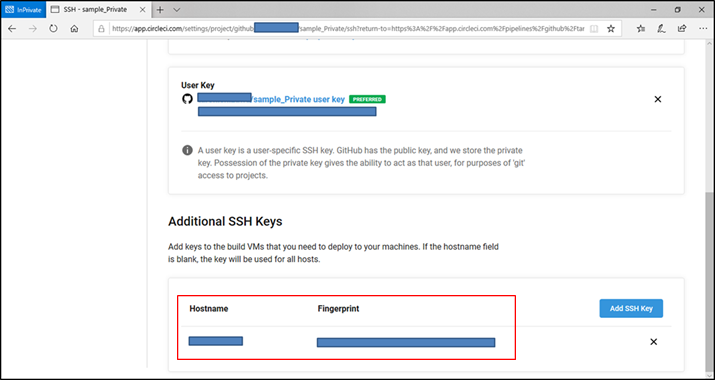 InPrivate
SSH - sample_Private
https://app.circleci.com/settings/project/github
/sample_Private/ssh?return-to=https%3A%2F%2Fapp.circleci.com%2Fpipelines%2Fgithub%2Ftar
User Key
/sample_Private user key PREFERRED
A user key is a user-specific SSH key. GitHub has the public key, and we store the private
key. Possession of the private key gives the ability to act as that user, for purposes of 'git'
access to projects.
Additional SSH Keys
Add keys to the build VMs that you need to deploy to your machines. If the hostname field
is blank, the key will be used for all hosts.
Hostname Fingerprint Add SSH Key